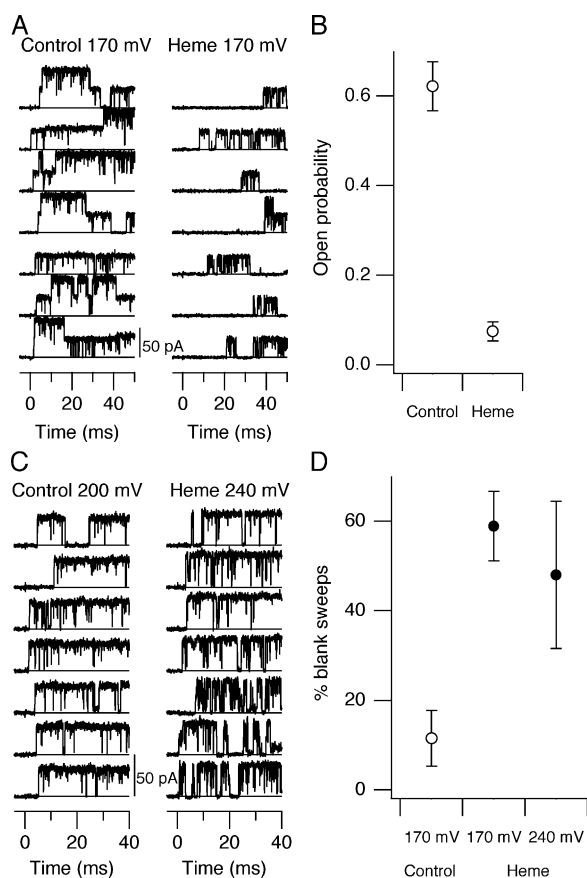 A
Control 170 mV
Heme 170 mV
50 pA
0 20 40
0 20 40
Time (ms)
Time (ms)
B
Open probability
0.6
0.4
0.2
0.0
Control
Heme
C
Control 200 mV
Heme 240 mV
50 pA
0 20 40
0 20 40
Time (ms)
Time (ms)
D
% blank sweeps
60
40
20
0
170 mV 170 mV 240 mV
Control
Heme